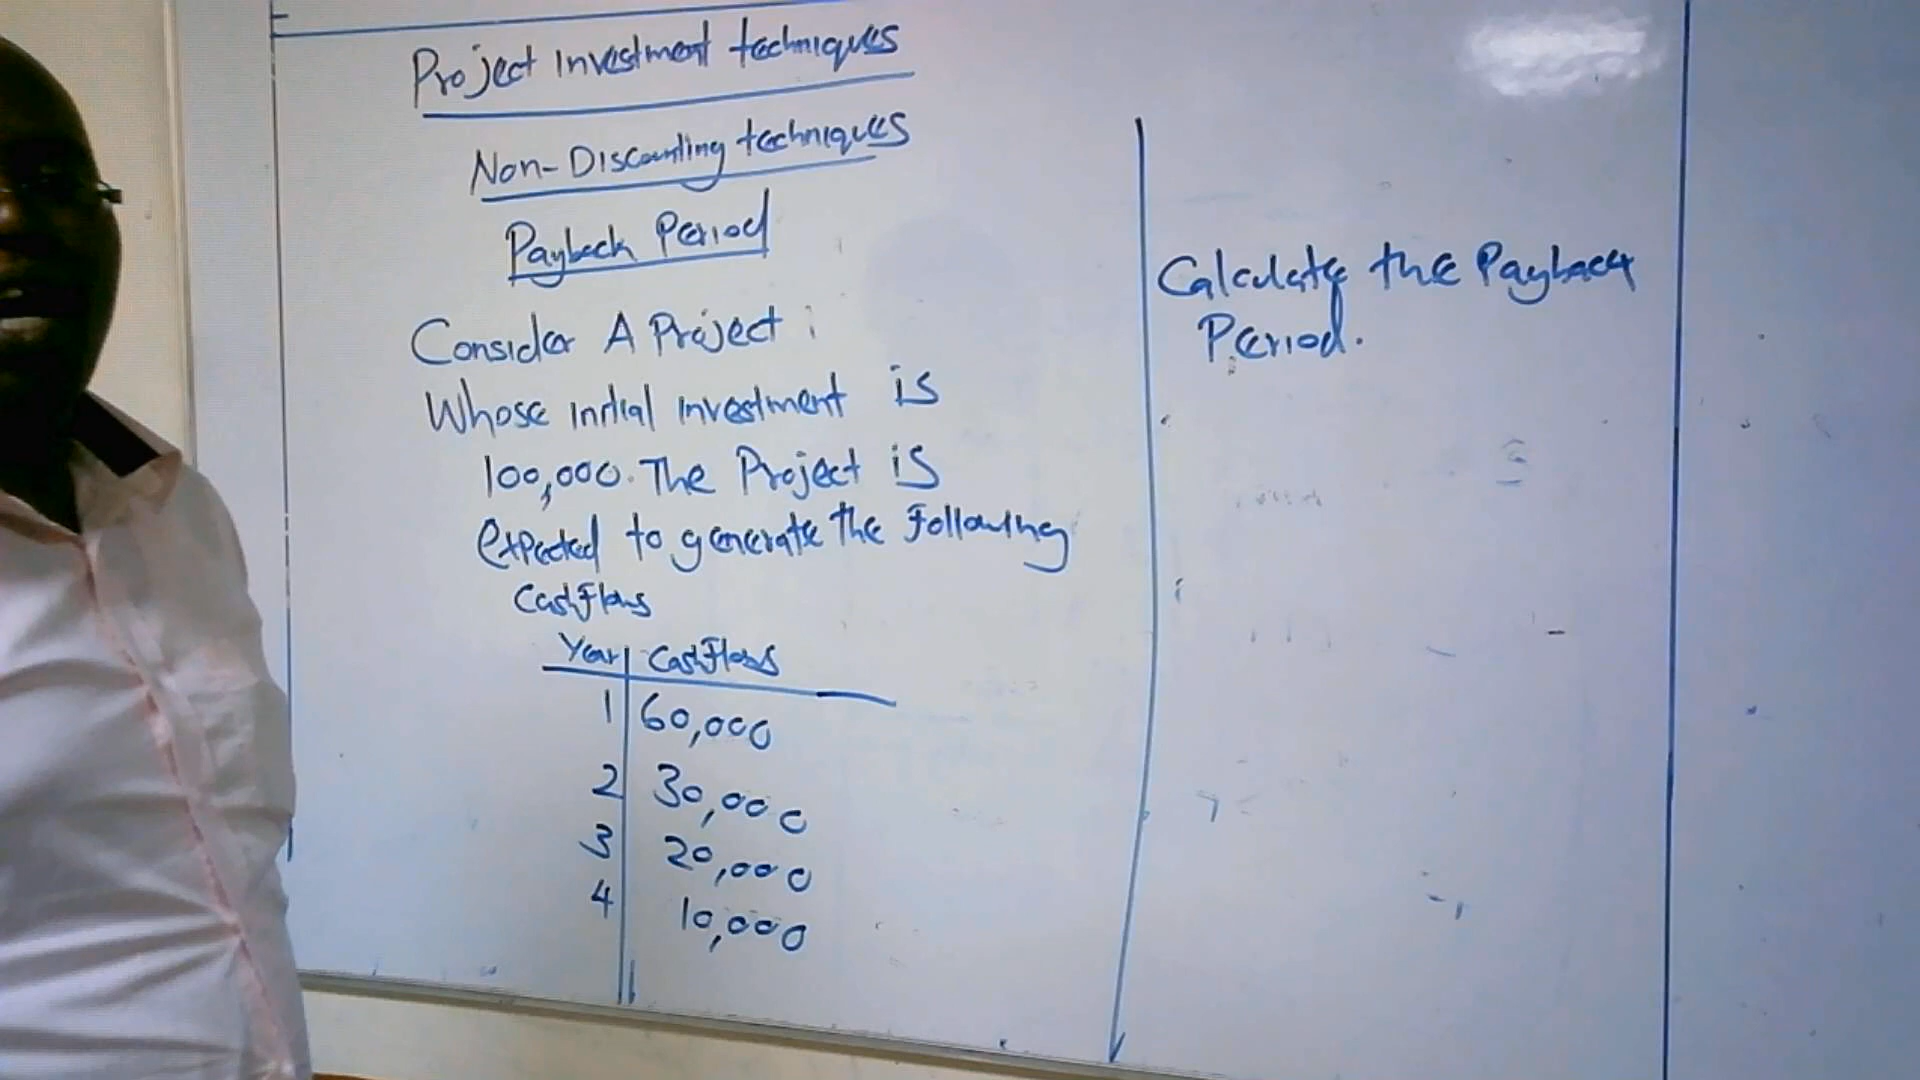 Project Investment techniques
Non-Discounting techniques
Payback Period
Consider A Project :
Whose initial investment is
100,000. The Project is
expected to generate the following
Cashflows
Year Cashflows
1 60,000
2 30,000
3 20,000
4 10,000
Calculate the Payback
Period.